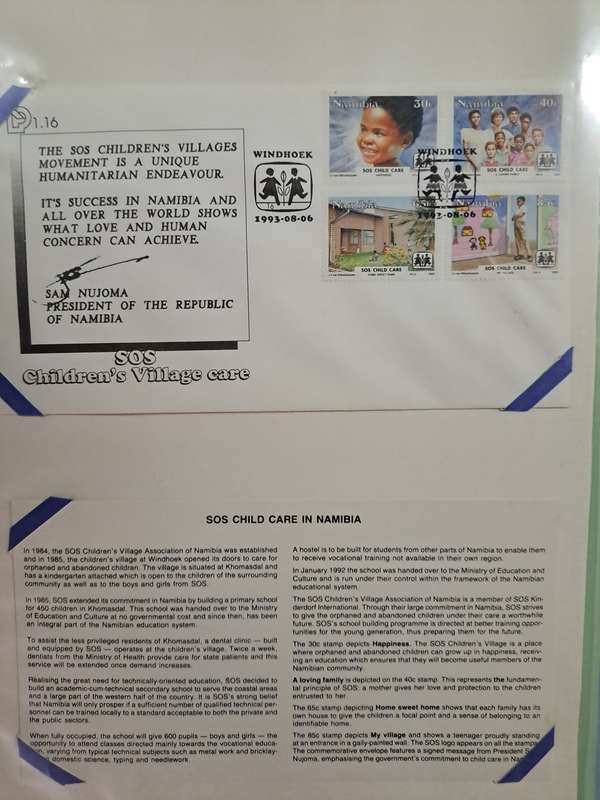 1.16
THE SOS CHILDREN'S VILLAGES
MOVEMENT IS A UNIQUE
HUMANITARIAN ENDEAVOUR.
IT'S SUCCESS IN NAMIBIA AND
ALL OVER THE WORLD SHOWS
WHAT LOVE AND HUMAN
CONCERN CAN ACHIEVE.
SAM NUJOMA
PRESIDENT OF THE REPUBLIC
OF NAMIBIA
SOS
Children's Village care
WINDHOEK
1993-08-06
WINDHOEK
1993-08-06
Namibia 30c
SOS CHILD CARE
Namibia 40c
SOS CHILD CARE
Namibia 65c
SOS CHILD CARE
HOME SWEET HOME
Namibia
SOS CHILD CARE
MY VILLAGE
SOS CHILD CARE IN NAMIBIA
In 1984, the SOS Children's Village Association of Namibia was established
and in 1985, the children's village at Windhoek opened its doors to care for
orphaned and abandoned children. The village is situated at Khomasdal and
has a kindergarten attached which is open to the children of the surrounding
community as well as to the boys and girls from SOS.
In 1985, SOS extended its commitment in Namibia by building a primary school
for 450 children in Khomasdal. This school was handed over to the Ministry
of Education and Culture at no governmental cost and since then, has been
an integral part of the Namibian education system.
To assist the less privileged residents of Khomasdal, a dental clinic — built
and equipped by SOS — operates at the children's village. Twice a week,
dentists from the Ministry of Health provide care for state patients and this
service will be extended once demand increases.
Realising the great need for technically-oriented education, SOS decided to
build an academic-cum-technical secondary school to serve the coastal areas
and a large part of the western half of the country. It is SOS's strong belief
that Namibia will only prosper if a sufficient number of qualified technical per-
sonnel can be trained locally to a standard acceptable to both the private and
the public sectors.
When fully occupied, the school will give 600 pupils — boys and girls — the
opportunity to attend classes directed mainly towards the vocational educa-
varying from typical technical subjects such as metal work and bricklay-
domestic science, typing and needlework.
A hostel is to be built for students from other parts of Namibia to enable them
to receive vocational training not available in their own region.
In January 1992 the school was handed over to the Ministry of Education and
Culture and is run under their control within the framework of the Namibian
educational system.
The SOS Children's Village Association of Namibia is a member of SOS Kin-
derdorf International. Through their large commitment in Namibia, SOS strives
to give the orphaned and abandoned children under their care a worthwhile
future. SOS's school building programme is directed at better training oppor-
tunities for the young generation, thus preparing them for the future.
The 30c stamp depicts Happiness. The SOS Children's Village is a place
where orphaned and abandoned children can grow up in happiness, receiv-
ing an education which ensures that they will become useful members of the
Namibian community.
A loving family is depicted on the 40c stamp. This represents the fundamen-
tal principle of SOS: a mother gives her love and protection to the children
entrusted to her.
The 65c stamp depicting Home sweet home shows that each family has its
own house to give the children a focal point and a sense of belonging to an
identifiable home.
The 85c stamp depicts My village and shows a teenager proudly standing
at an entrance in a gaily-painted wall. The SOS logo appears on all the stamps.
The commemorative envelope features a signed message from President
Nujoma, emphasising the government's commitment to child care in